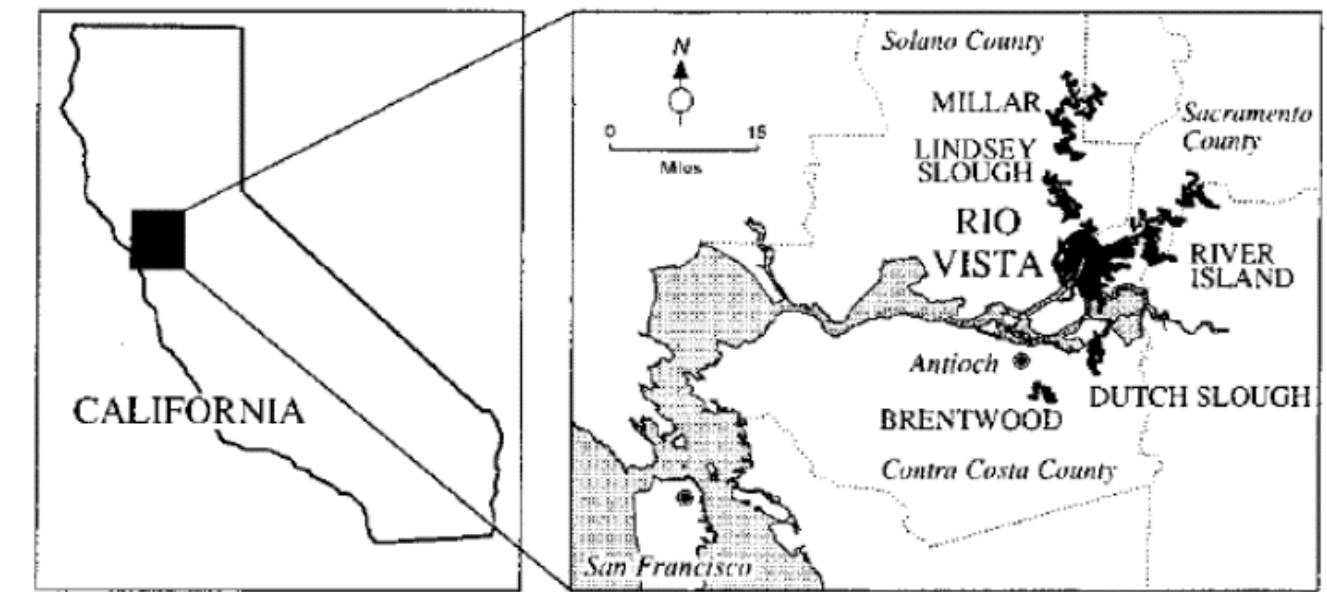 CALIFORNIA
N
0 15
Miles
Solano County
MILLAR
Sacramento
County
LINDSEY
SLOUGH
RIO
VISTA
RIVER
ISLAND
Antioch
DUTCH SLOUGH
BRENTWOOD
Contra Costa County
San Francisco